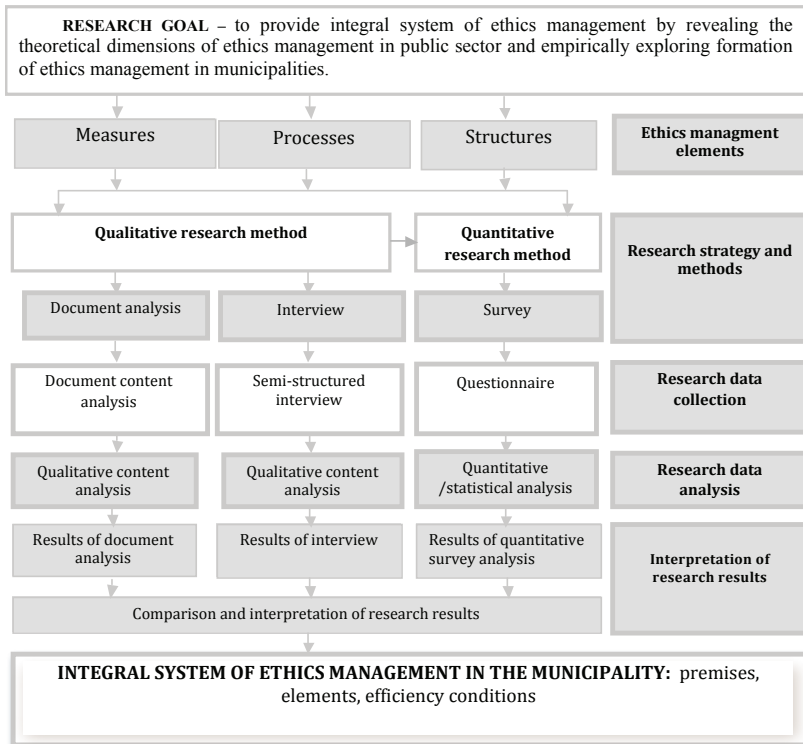 RESEARCH GOAL – to provide integral system of ethics management by revealing the
theoretical dimensions of ethics management in public sector and empirically exploring formation
of ethics management in municipalities.
Measures
Processes
Structures
Ethics managment
elements
Qualitative research method
Quantitative
research method
Research strategy and
methods
Document analysis
Interview
Survey
Document content
analysis
Semi-structured
interview
Questionnaire
Research data
collection
Qualitative content
analysis
Qualitative content
analysis
Quantitative
/statistical analysis
Research data
analysis
Results of document
analysis
Results of interview
Results of quantitative
survey analysis
Interpretation of
research results
Comparison and interpretation of research results
INTEGRAL SYSTEM OF ETHICS MANAGEMENT IN THE MUNICIPALITY: premises,
elements, efficiency conditions